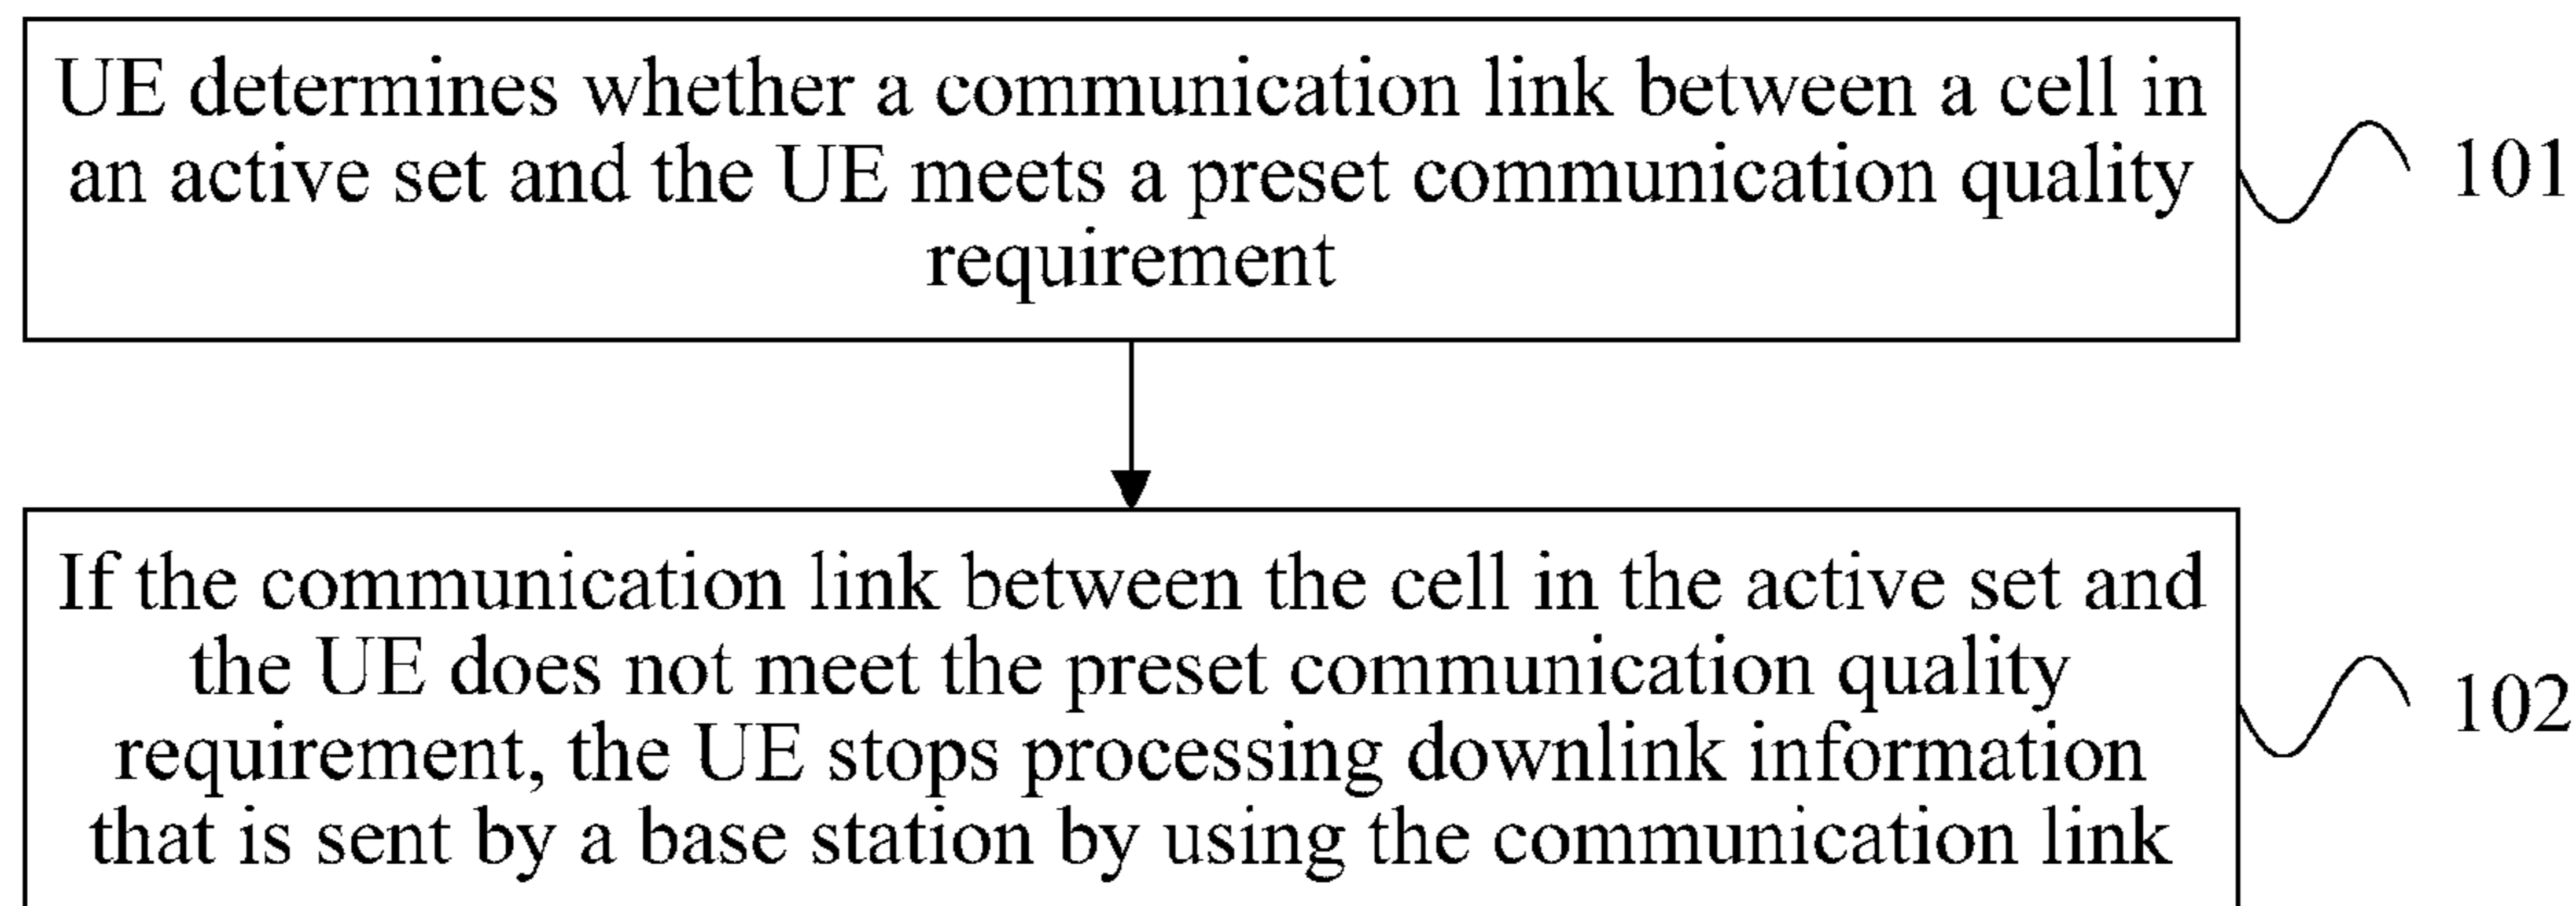 UE determines whether a communication link between a cell in
an active set and the UE meets a preset communication quality
requirement
101
If the communication link between the cell in the active set and
the UE does not meet the preset communication quality
requirement, the UE stops processing downlink information
that is sent by a base station by using the communication link
102